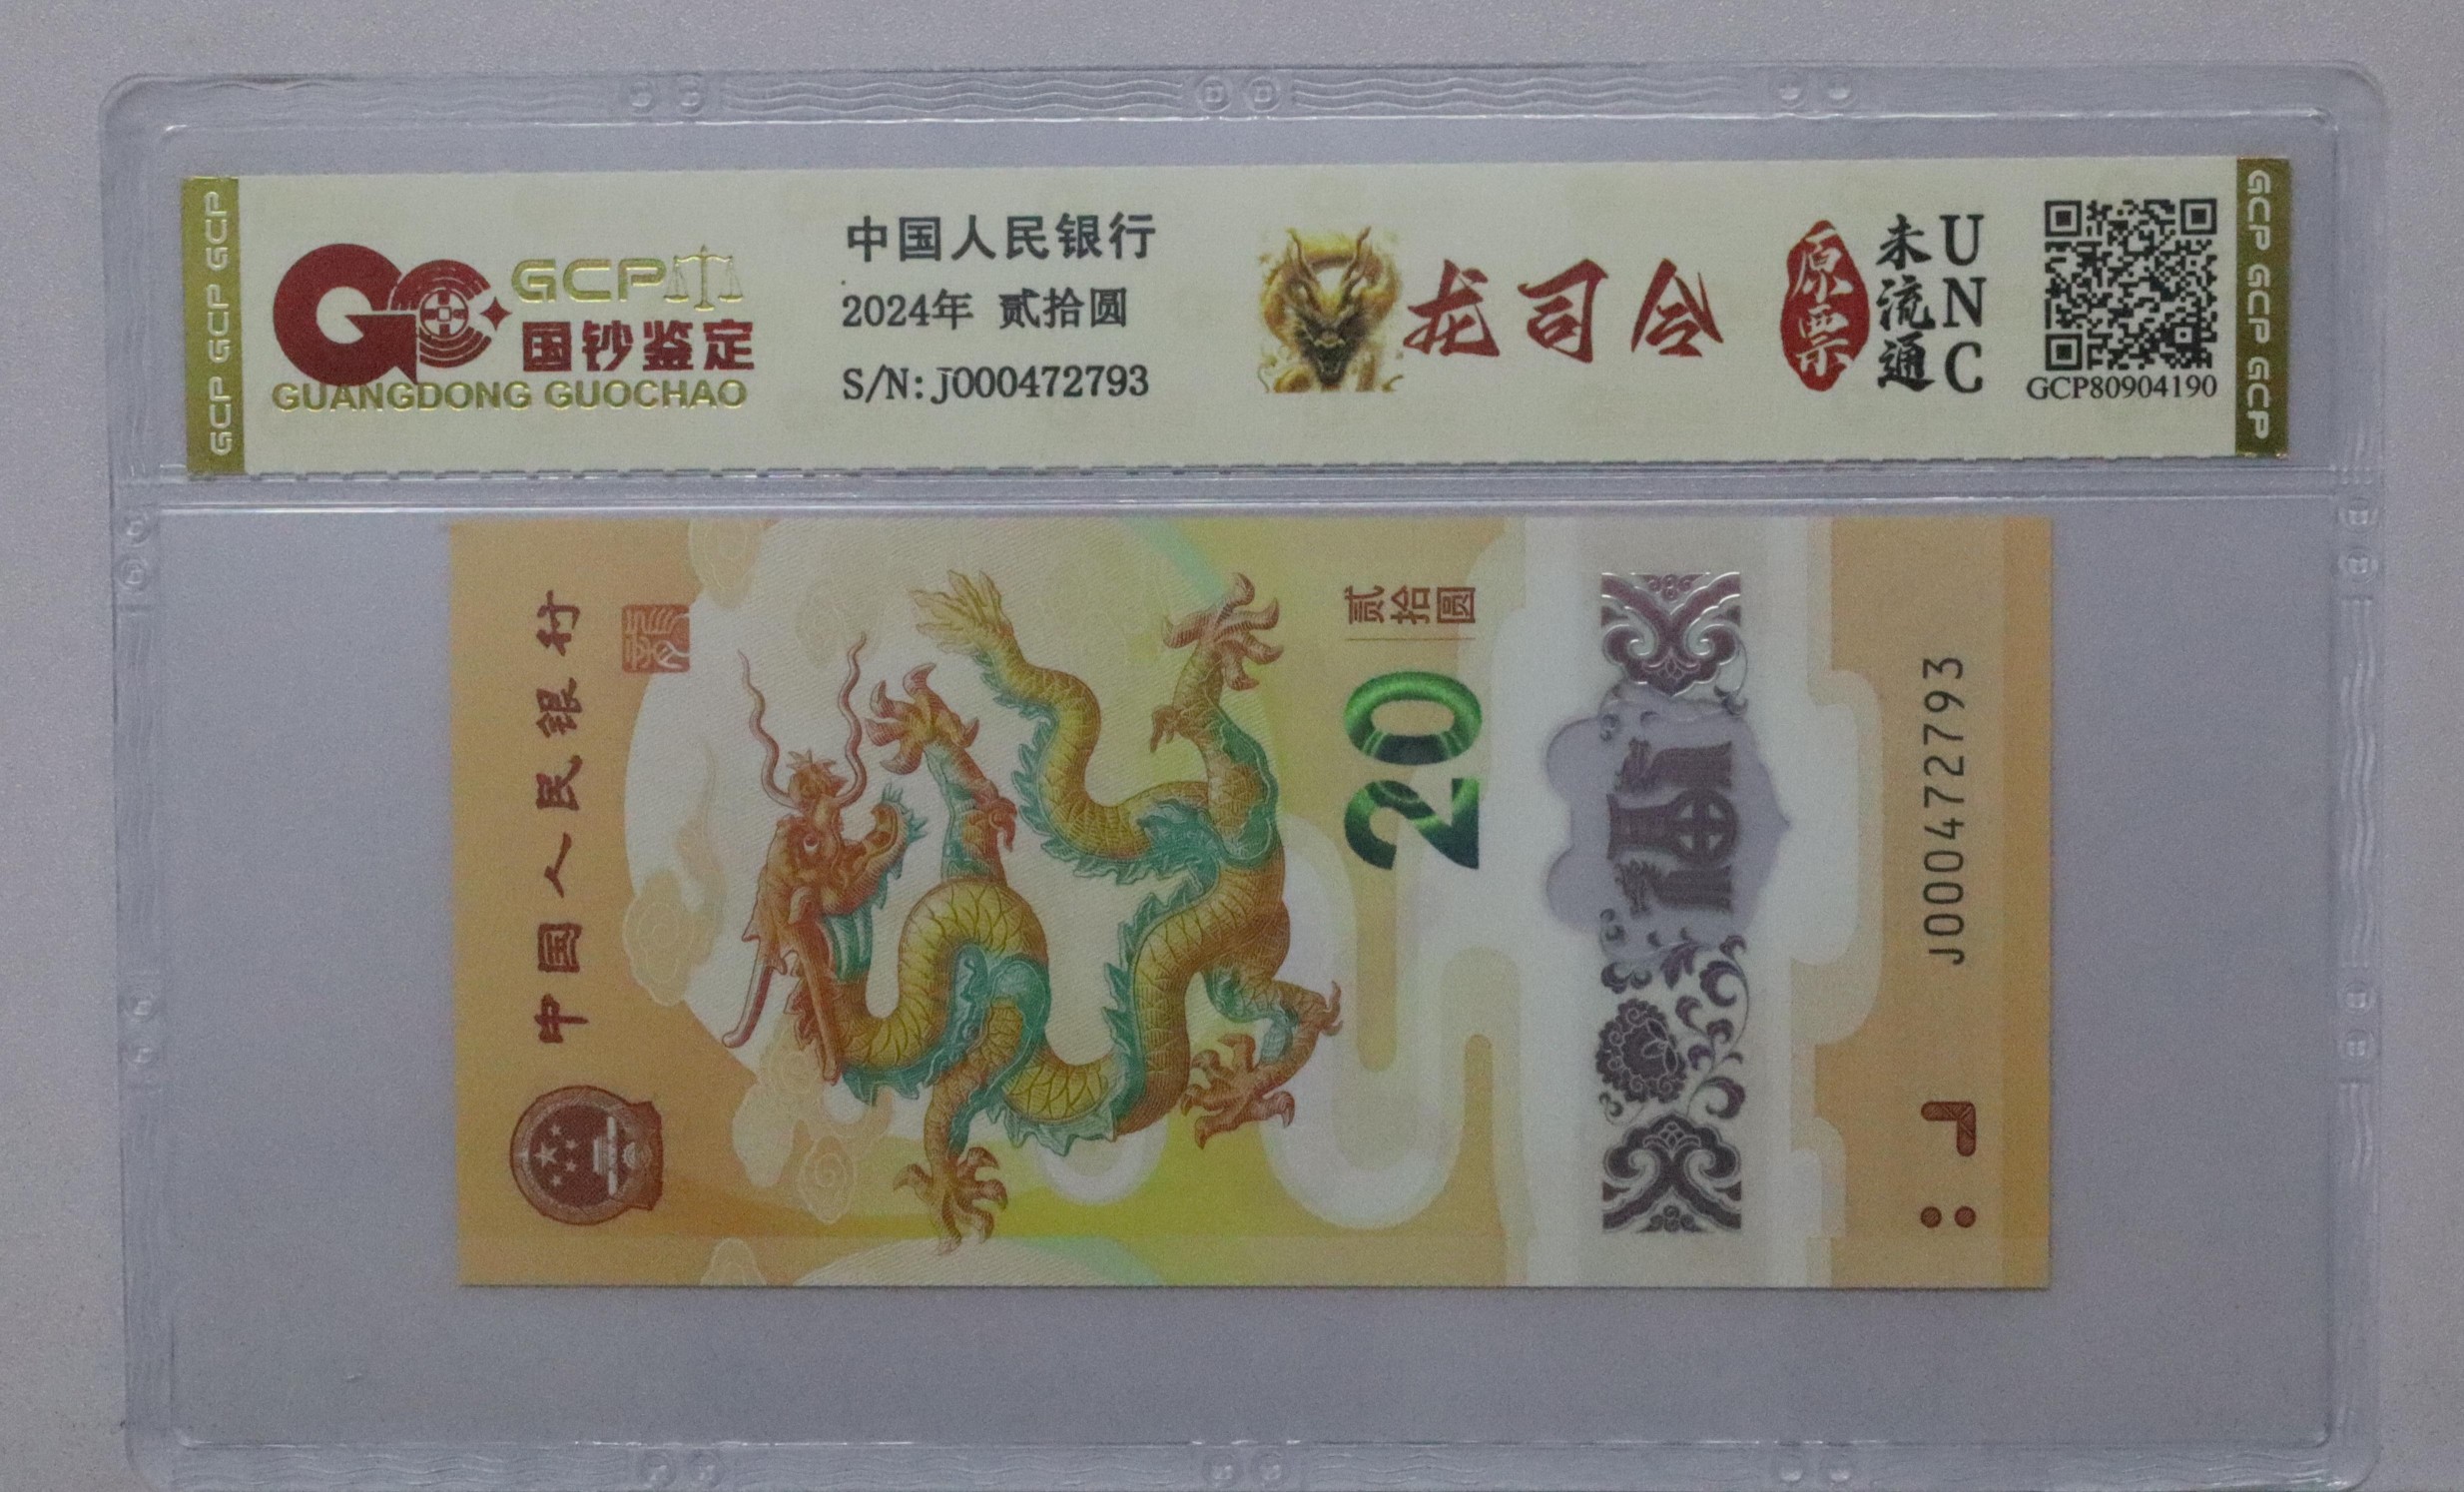 GCP GCP GCP
GCP
国钞鉴定
GUANGDONG GUOCHAO
中国人民银行
2024年 贰拾圆
S/N:J000472793
龙司令
原票
未流通
UNC
GCP80904190
GCP GCP GCP
中国人民银行
贰拾圆
20
J000472793